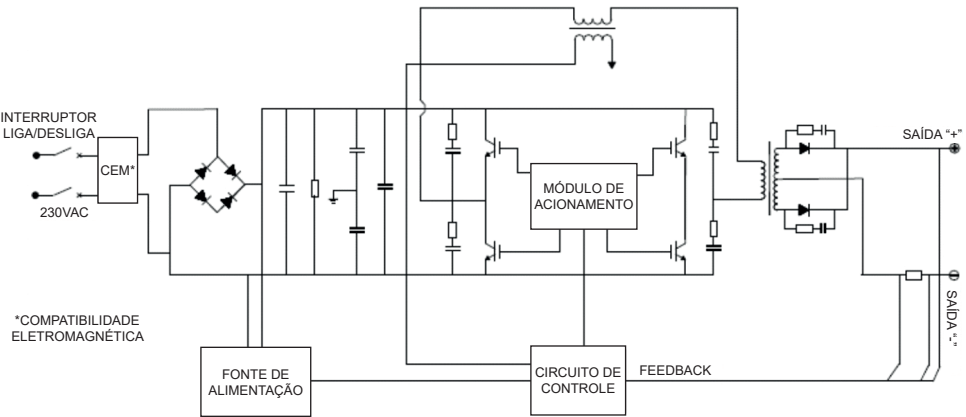 INTERRUPTOR
LIGA/DESLIGA
CEM*
230VAC
*COMPATIBILIDADE
ELETROMAGNÉTICA
FONTE DE
ALIMENTAÇÃO
MÓDULO DE
ACIONAMENTO
CIRCUITO DE
CONTROLE
FEEDBACK
SAÍDA "+"
SAÍDA "-"